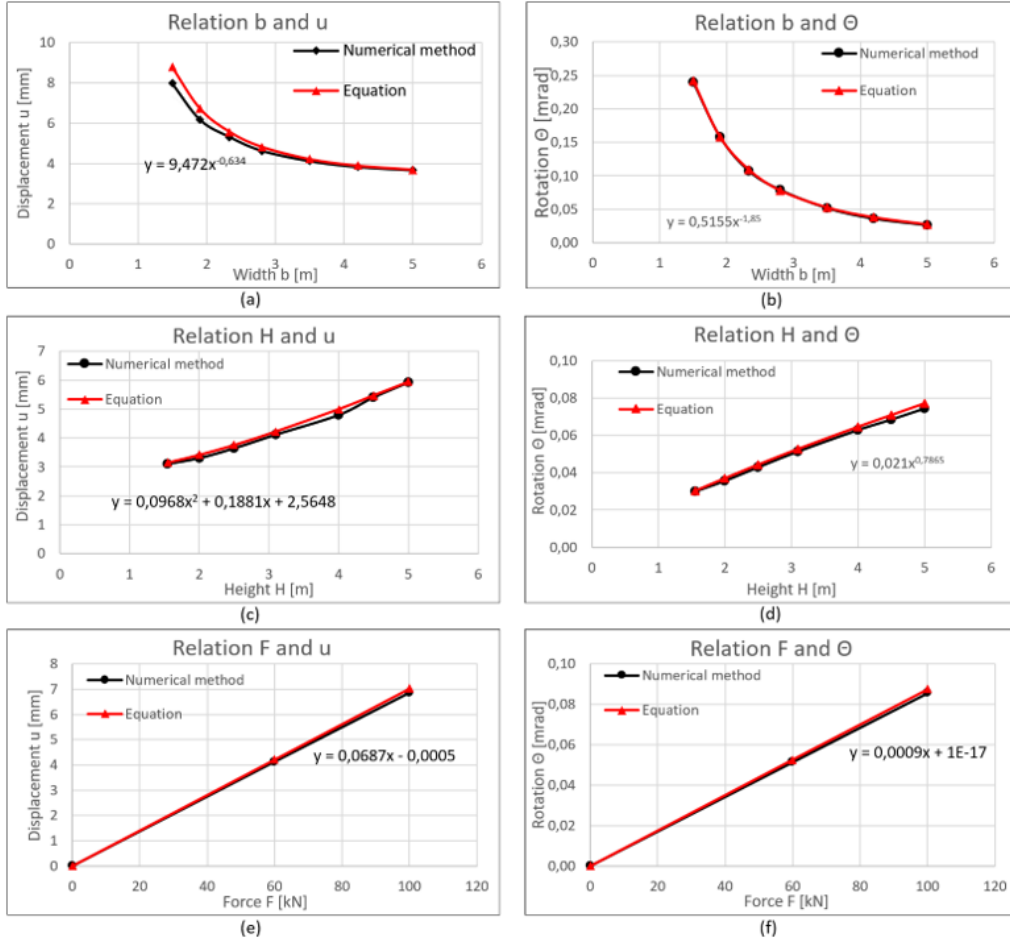 Relation b and u
Displacement u [mm]
10
8
6
4
2
0
Numerical method
Equation
y = 9,472x^-0,634
0 1 2 3 4 5 6
Width b [m]
(a)
Relation b and Θ
Rotation Θ [mrad]
0,30
0,25
0,20
0,15
0,10
0,05
0,00
Numerical method
Equation
y = 0,5155x^-1,85
0 1 2 3 4 5 6
Width b [m]
(b)
Relation H and u
Displacement u [mm]
7
6
5
4
3
2
1
0
Numerical method
Equation
y = 0,0968x² + 0,1881x + 2,5648
0 1 2 3 4 5 6
Height H [m]
(c)
Relation H and Θ
Rotation Θ [mrad]
0,10
0,08
0,06
0,04
0,02
0,00
Numerical method
Equation
y = 0,021x^0,7865
0 1 2 3 4 5 6
Height H [m]
(d)
Relation F and u
Displacement u [mm]
8
7
6
5
4
3
2
1
0
Numerical method
Equation
y = 0,0687x - 0,0005
0 20 40 60 80 100 120
Force F [kN]
(e)
Relation F and Θ
Rotation Θ [mrad]
0,10
0,08
0,06
0,04
0,02
0,00
Numerical method
Equation
y = 0,0009x + 1E-17
0 20 40 60 80 100 120
Force F [kN]
(f)